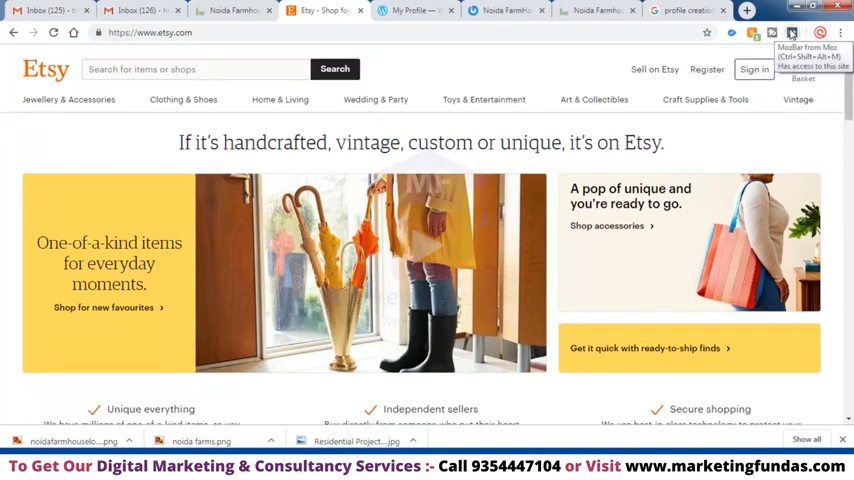 Inbox (125) - t
Inbox (126) - h
Noida Farmhous
Etsy - Shop for
My Profile — W
Noida FarmHo
Noida Farmhous
profile creation
https://www.etsy.com
MozBar from Moz
(Ctrl+Shift+Alt+M)
Has access to this site
Etsy
Search for items or shops
Search
Sell on Etsy
Register
Sign in
Basket
Jewellery & Accessories
Clothing & Shoes
Home & Living
Wedding & Party
Toys & Entertainment
Art & Collectibles
Craft Supplies & Tools
Vintage
If it's handcrafted, vintage, custom or unique, it's on Etsy.
One-of-a-kind items
for everyday
moments.
Shop for new favourites
A pop of unique and
you're ready to go.
Shop accessories
Get it quick with ready-to-ship finds
Unique everything
Independent sellers
Secure shopping
noidafarmhouselo....png
noida farms.png
Residential Project....jpg
Show all
To Get Our Digital Marketing & Consultancy Services :- Call 9354447104 or Visit www.marketingfundas.com